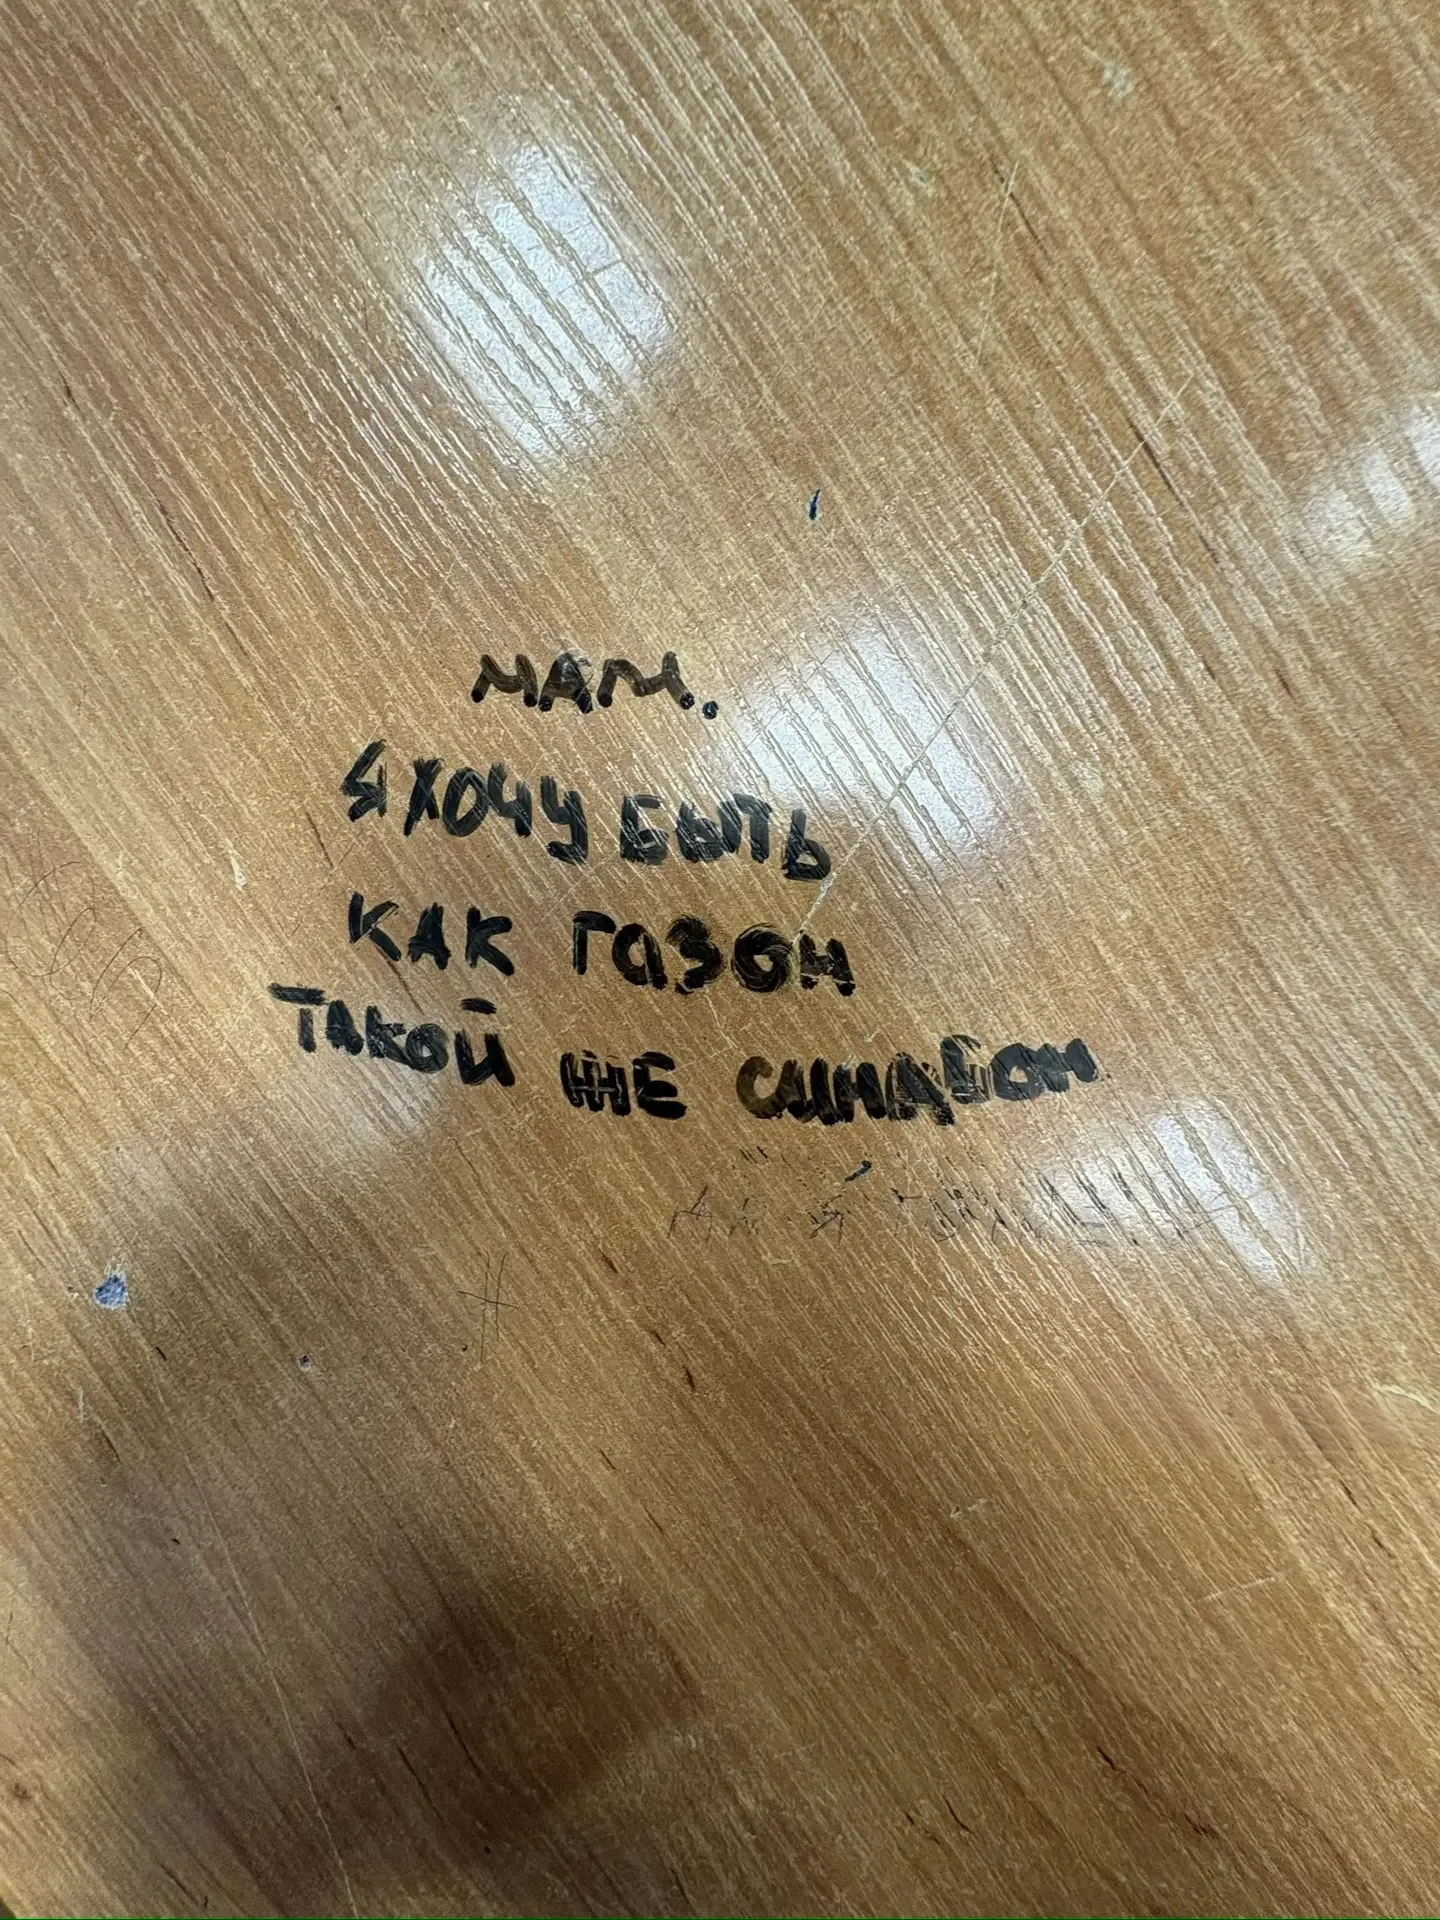 мам.
я хочу быть
как газон
такой же синабон